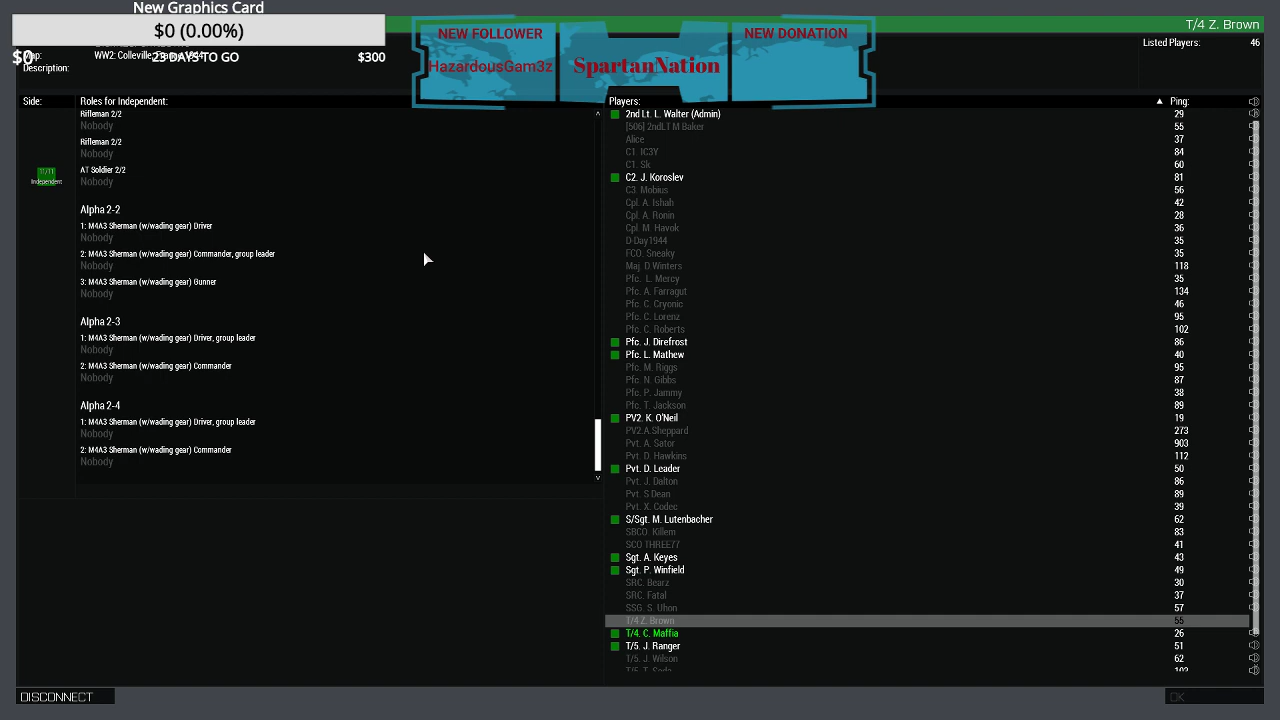 New Graphics Card
$0 (0.00%)
$0
23 DAYS TO GO
$300
WW2: Colleville,
Description:
NEW FOLLOWER
HazardousGam3z
SpartanNation
NEW DONATION
T/4 Z. Brown
Listed Players:
46
Side:
Roles for Independent:
Players:
Ping:
11/11
Independent
Rifleman 2/2
Nobody
Rifleman 2/2
Nobody
AT Soldier 2/2
Nobody
Alpha 2-2
1: M4A3 Sherman (w/wading gear) Driver
Nobody
2: M4A3 Sherman (w/wading gear) Commander, group leader
Nobody
3: M4A3 Sherman (w/wading gear) Gunner
Nobody
Alpha 2-3
1: M4A3 Sherman (w/wading gear) Driver, group leader
Nobody
2: M4A3 Sherman (w/wading gear) Commander
Nobody
Alpha 2-4
1: M4A3 Sherman (w/wading gear) Driver, group leader
Nobody
2: M4A3 Sherman (w/wading gear) Commander
Nobody
2nd Lt. L. Walter (Admin) 29
[506] 2ndLT M Baker 55
Alice 37
C1. IC3Y 84
C1. Sk 60
C2. J. Koroslev 81
C3. Mobius 56
Cpl. A. Ishah 42
Cpl. A. Ronin 28
Cpl. M. Havok 36
D-Day1944 35
FCO. Sneaky 35
Maj. D.Winters 118
Pfc. L. Mercy 35
Pfc. A. Farragut 134
Pfc. C. Cryonic 46
Pfc. C. Lorenz 95
Pfc. C. Roberts 102
Pfc. J. Direfrost 86
Pfc. L. Mathew 40
Pfc. M. Riggs 95
Pfc. N. Gibbs 87
Pfc. P. Jammy 38
Pfc. T. Jackson 89
PV2. K. O'Neil 19
PV2.A.Sheppard 273
Pvt. A. Sator 903
Pvt. D. Hawkins 112
Pvt. D. Leader 50
Pvt. J. Dalton 86
Pvt. S Dean 89
Pvt. X. Codec 39
S/Sgt. M. Lutenbacher 62
SBCO. Killem 83
SCO THREE77 41
Sgt. A. Keyes 43
Sgt. P. Winfield 49
SRC. Bearz 30
SRC. Fatal 37
SSG. S. Uhon 57
T/4 Z. Brown 55
T/4. C. Maffia 26
T/5. J. Ranger 51
T/5. J. Wilson 62
DISCONNECT
OK